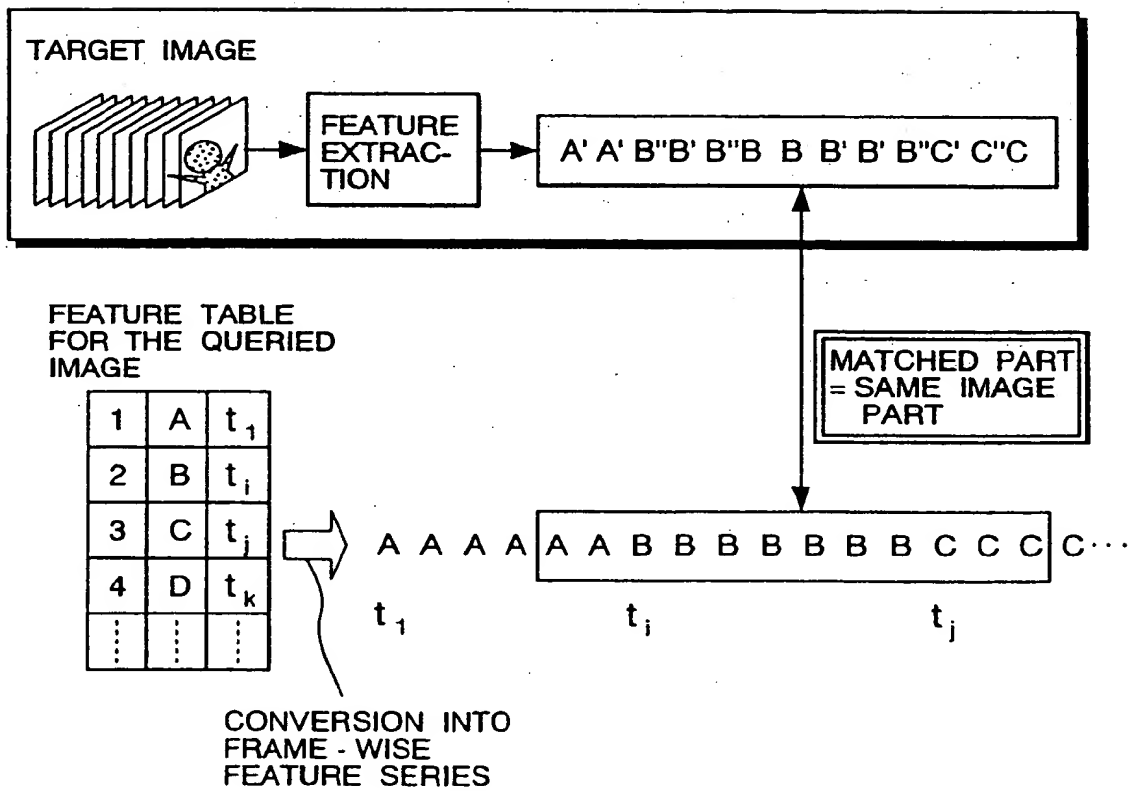 TARGET IMAGE
FEATURE
EXTRAC-
TION
A' A' B"B' B"B B B' B' B"C' C"C
FEATURE TABLE
FOR THE QUERIED
IMAGE
1 A t1
2 B ti
3 C tj
4 D tk
MATCHED PART
= SAME IMAGE
PART
A A A A A A B B B B B B B C C C C...
t1 ti tj
CONVERSION INTO
FRAME - WISE
FEATURE SERIES